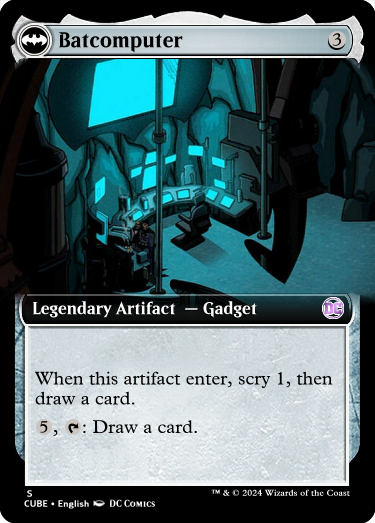 Batcomputer 3
Legendary Artifact — Gadget
DC
When this artifact enter, scry 1, then
draw a card.
5, : Draw a card.
S
CUBE • English DC COMICS
™ & © 2024 Wizards of the Coast